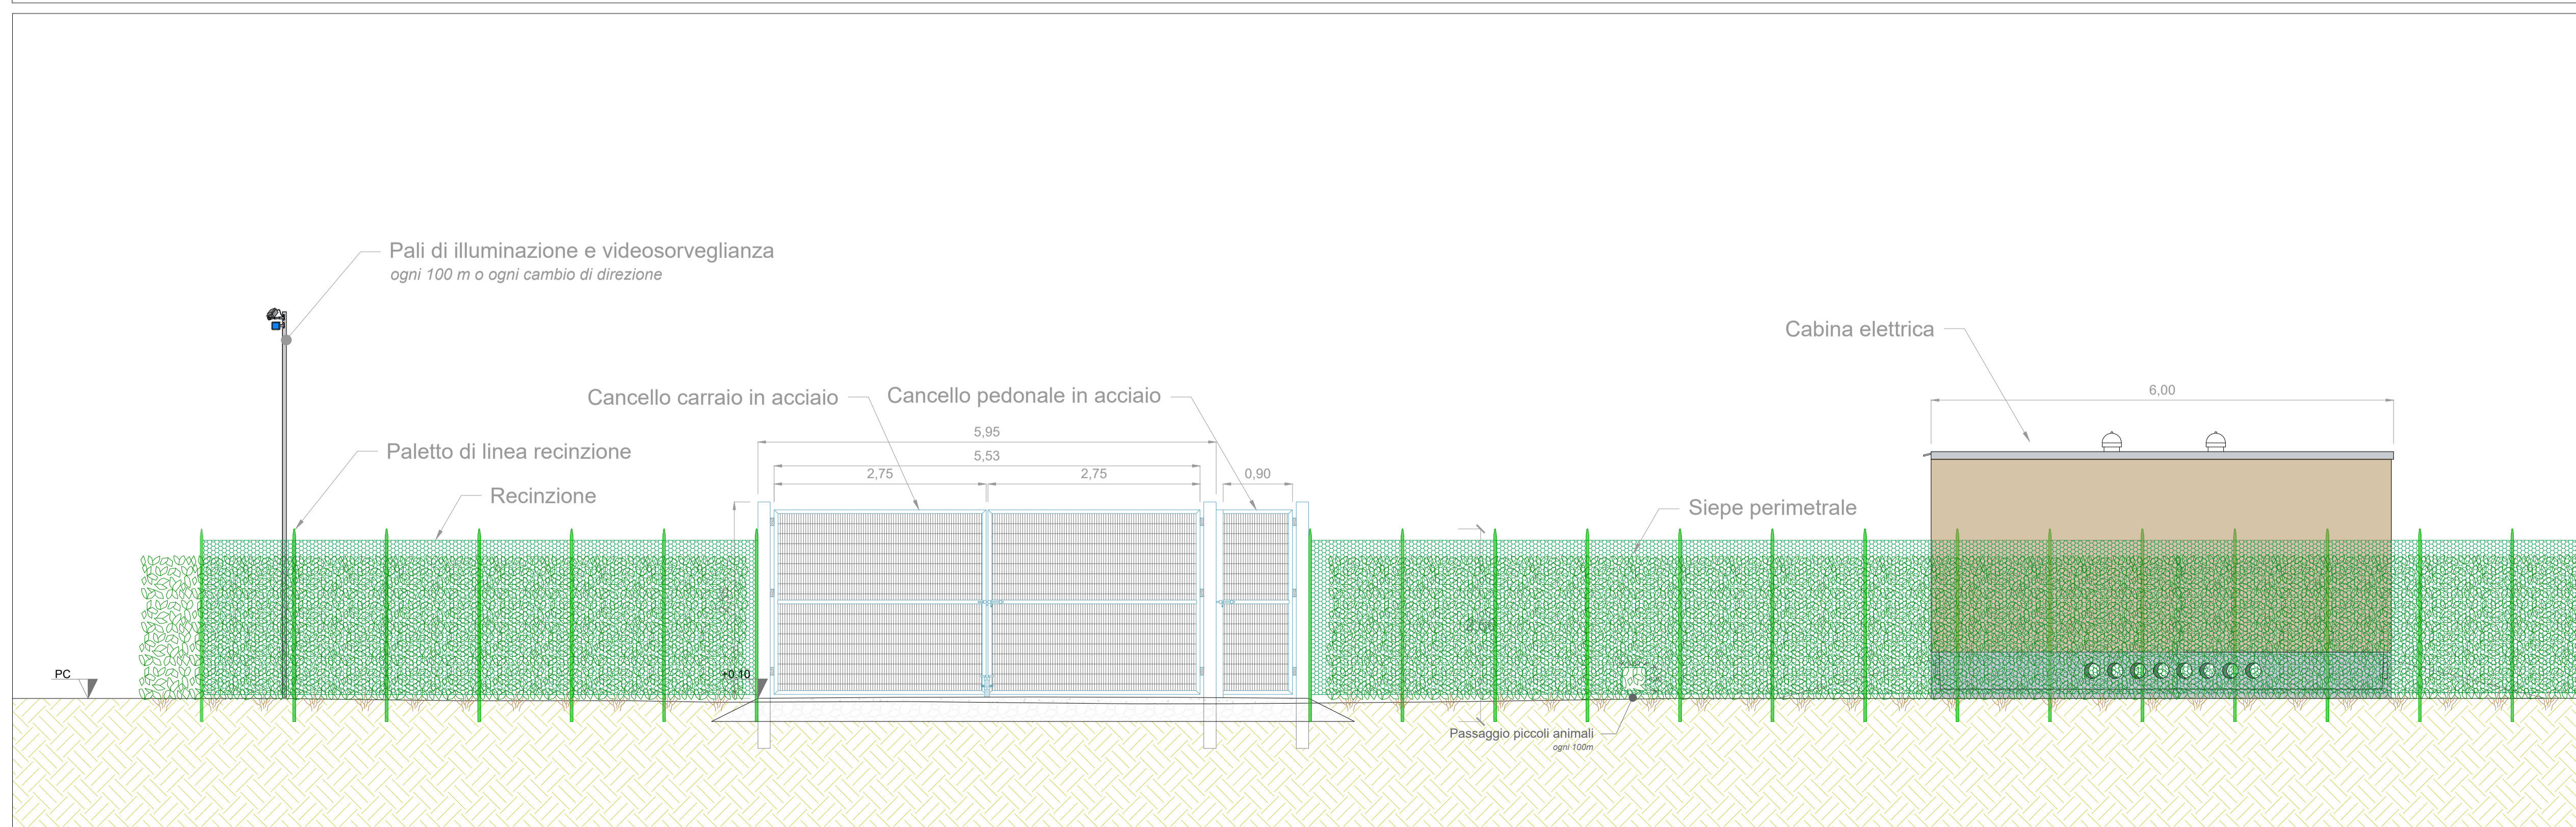 Pali di illuminazione e videosorveglianza
ogni 100 m o ogni cambio di direzione
Cabina elettrica
6,00
Cancello carraio in acciaio
Cancello pedonale in acciaio
5,95
5,53
2,75
2,75
0,90
Paletto di linea recinzione
Recinzione
Siepe perimetrale
PC
+0.10
Passaggio piccoli animali
ogni 100m